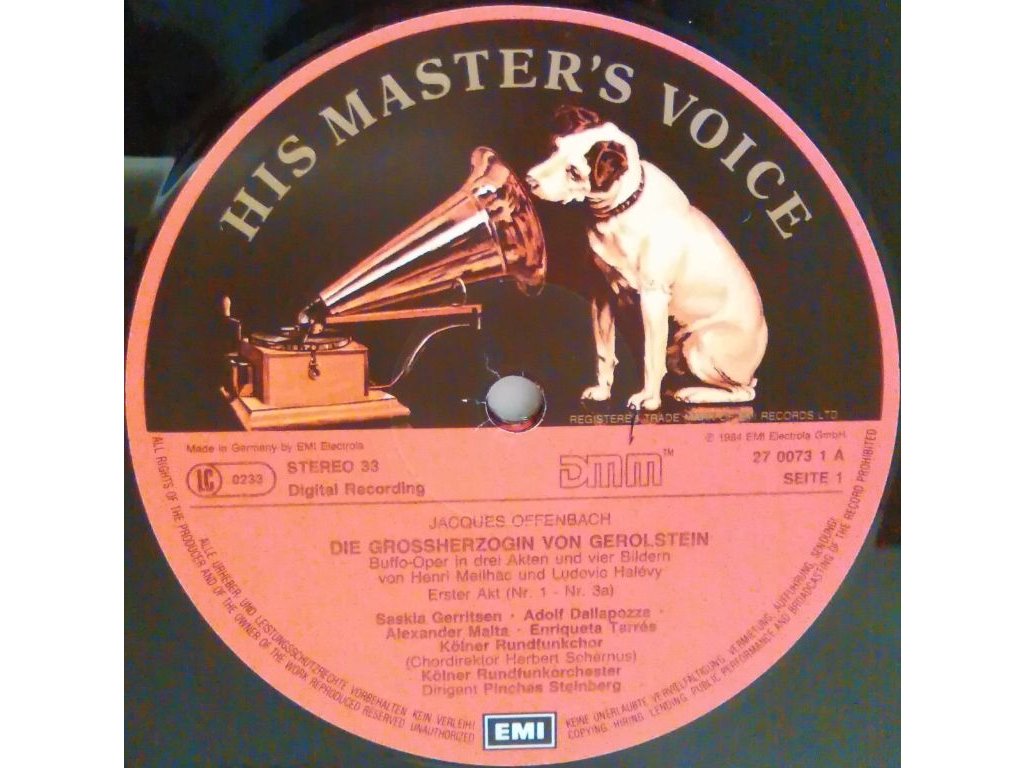 HIS MASTER'S VOICE
REGISTERED TRADE MARK OF EMI RECORDS LTD
Made in Germany by EMI Electrola
℗ 1984 EMI Electrola GmbH
LC 0233
STEREO 33
Digital Recording
DMM™
27 0073 1 A
SEITE 1
JACQUES OFFENBACH
DIE GROSSHERZOGIN VON GEROLSTEIN
Buffo-Oper in drei Akten und vier Bildern
von Henri Meilhac und Ludovic Halévy
Erster Akt (Nr. 1 - Nr. 3a)
Saskia Gerritsen · Adolf Dallapozza ·
Alexander Malta · Enriqueta Tarrés
Kölner Rundfunkchor
(Chordirektor Herbert Schernus)
Kölner Rundfunkorchester
Dirigent Pinchas Steinberg
EMI
ALLE URHEBER- UND LEISTUNGSSCHUTZRECHTE VORBEHALTEN KEIN VERLEIH!
KEINE UNERLAUBTE VERVIELFÄLTIGUNG, VERMIETUNG, AUFFÜHRUNG, SENDUNG!
ALL RIGHTS OF THE PRODUCER AND OF THE OWNER OF THE WORK REPRODUCED RESERVED UNAUTHORIZED
COPYING, HIRING, LENDING, PUBLIC PERFORMANCE AND BROADCASTING OF THE RECORD PROHIBITED